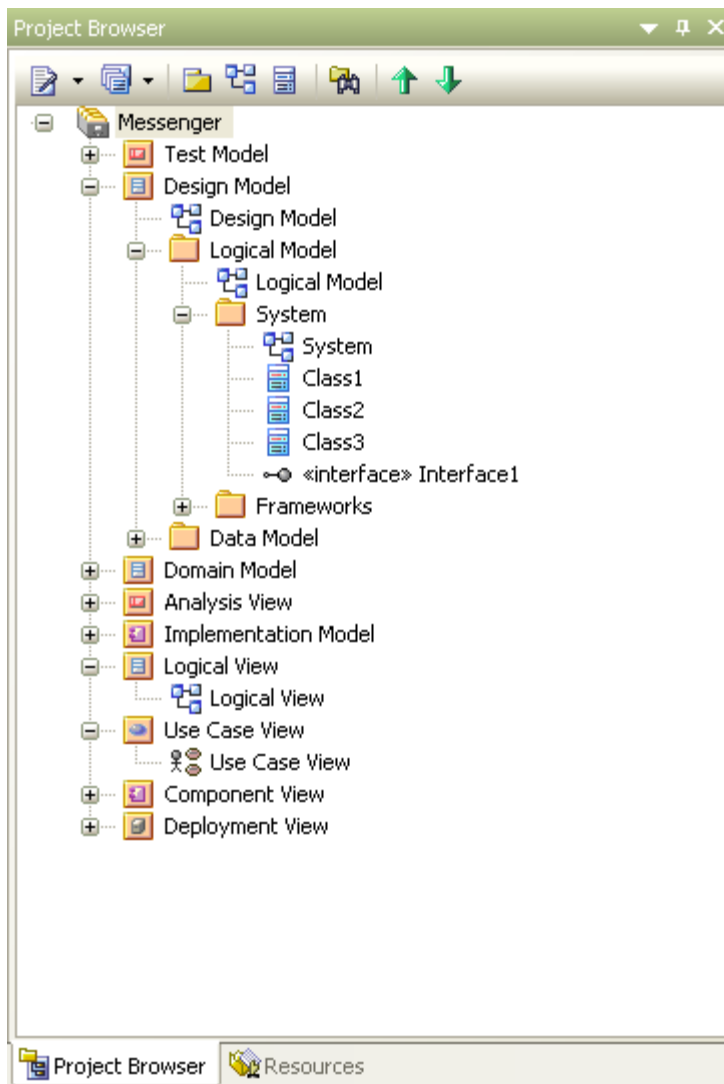 Project Browser
Messenger
Test Model
Design Model
Design Model
Logical Model
Logical Model
System
System
Class1
Class2
Class3
«interface» Interface1
Frameworks
Data Model
Domain Model
Analysis View
Implementation Model
Logical View
Logical View
Use Case View
Use Case View
Component View
Deployment View
Project Browser Resources